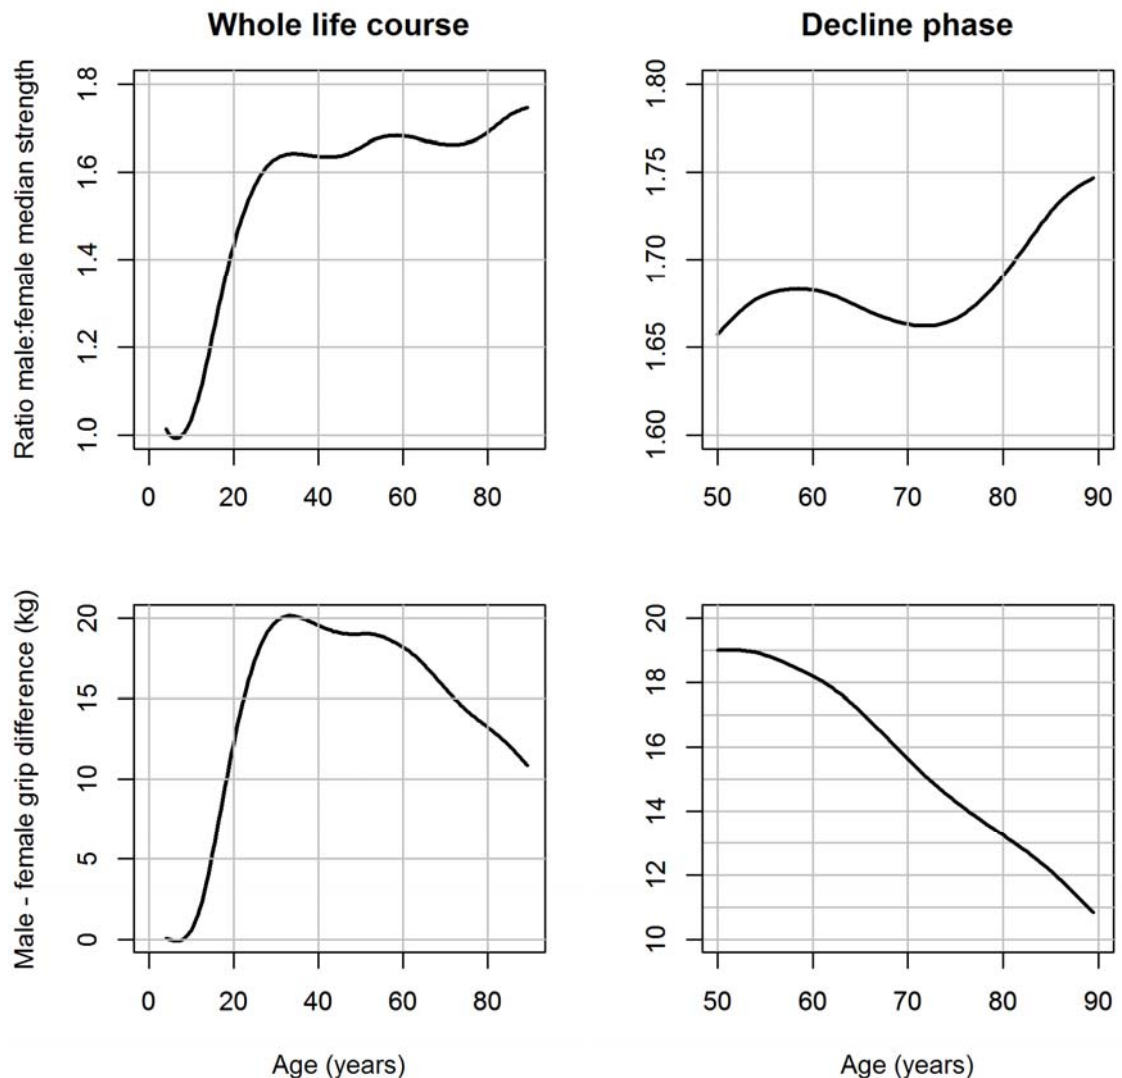 Whole life course
Decline phase
Ratio male:female median strength
1.8
1.6
1.4
1.2
1.0
0 20 40 60 80
1.80
1.75
1.70
1.65
1.60
50 60 70 80 90
Male - female grip difference (kg)
20
15
10
5
0
0 20 40 60 80
Age (years)
20
18
16
14
12
10
50 60 70 80 90
Age (years)